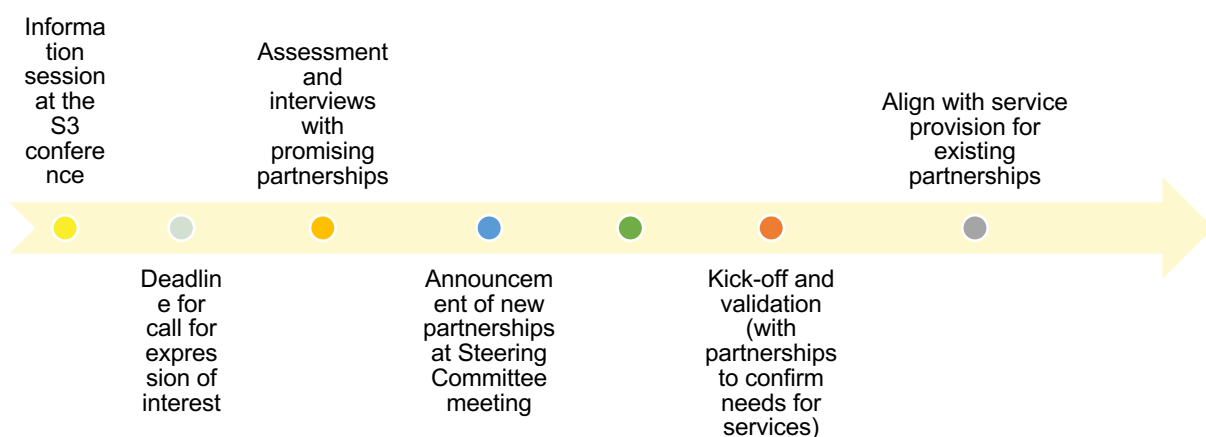 Informa
tion
session
at the
S3
confere
nce
Deadlin
e for
call for
expres
sion of
interest
Assessment
and
interviews
with
promising
partnerships
Announcem
ent of new
partnerships
at Steering
Committee
meeting
Kick-off and
validation
(with
partnerships
to confirm
needs for
services)
Align with service
provision for
existing
partnerships